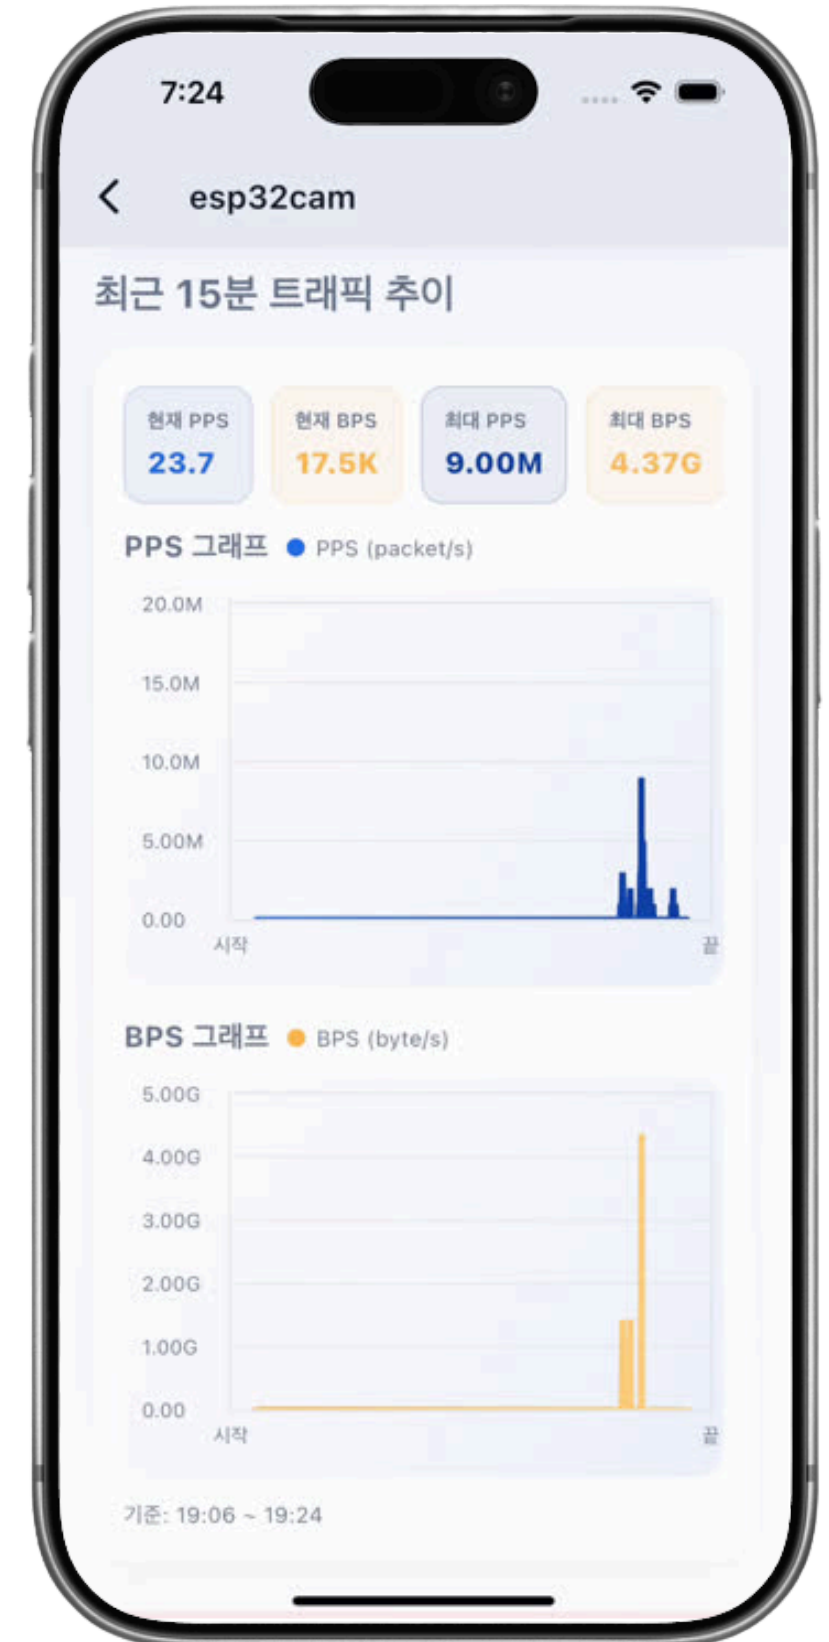 7:24
esp32cam
최근 15분 트래픽 추이
현재 PPS
23.7
현재 BPS
17.5K
최대 PPS
9.00M
최대 BPS
4.37G
PPS 그래프 PPS (packet/s)
20.0M
15.0M
10.0M
5.00M
0.00
시작 끝
BPS 그래프 BPS (byte/s)
5.00G
4.00G
3.00G
2.00G
1.00G
0.00
시작 끝
기준: 19:06 ~ 19:24